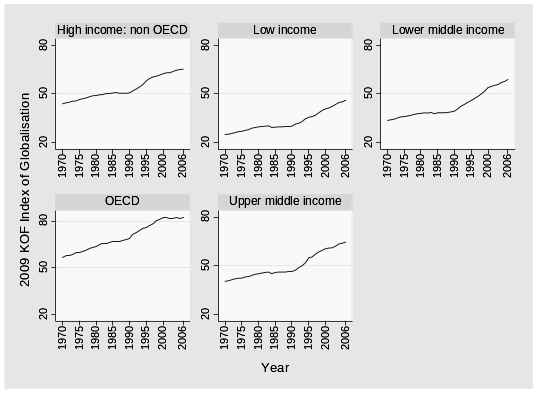 High income: non OECD
Low income
Lower middle income
80
50
20
80
50
20
80
50
20
1970 1975 1980 1985 1990 1995 2000 2006
1970 1975 1980 1985 1990 1995 2000 2006
1970 1975 1980 1985 1990 1995 2000 2006
2009 KOF Index of Globalisation
OECD
Upper middle income
80
50
20
80
50
20
1970 1975 1980 1985 1990 1995 2000 2006
1970 1975 1980 1985 1990 1995 2000 2006
Year